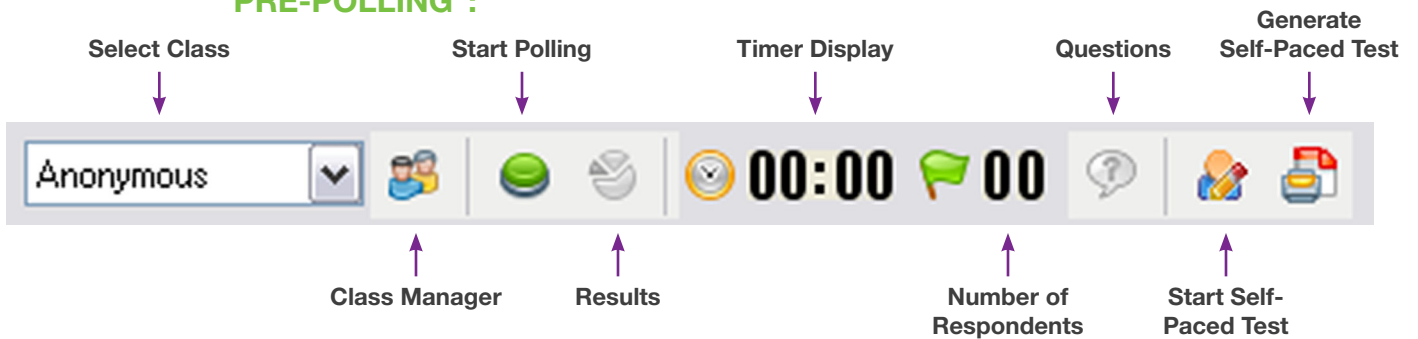 PRE-POLLING :
Generate
Select Class Start Polling Timer Display Questions Self-Paced Test
Anonymous 00:00 00
Class Manager Results Number of Start Self-
Respondents Paced Test